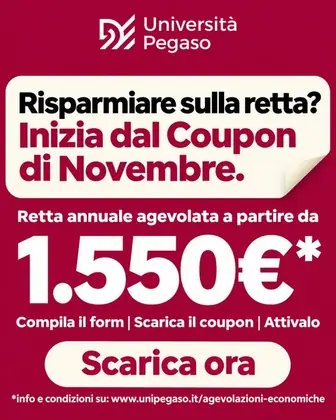 Università
Pegaso
Risparmiare sulla retta?
Inizia dal Coupon
di Novembre.
Retta annuale agevolata a partire da
1.550€*
Compila il form | Scarica il coupon | Attivalo
Scarica ora
*info e condizioni su: www.unipegaso.it/agevolazioni-economiche